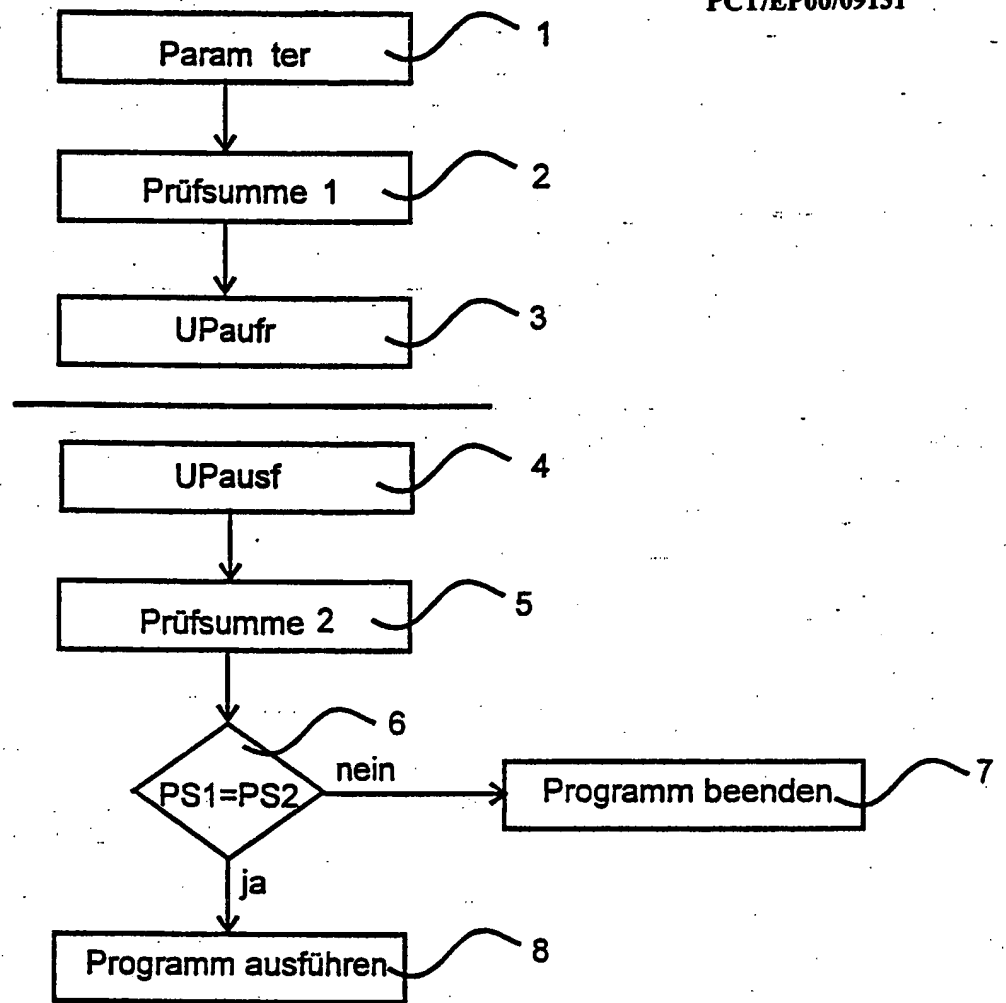 PCT/EP00/09131
Param ter
1
Prüfsumme 1
2
UPaufr
3
UPausf
4
Prüfsumme 2
5
6
PS1=PS2
nein
Programm beenden
7
ja
Programm ausführen
8